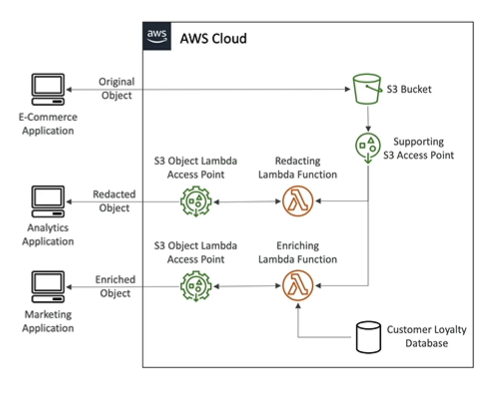 aws
AWS Cloud
Original
Object
E-Commerce
Application
S3 Bucket
Supporting
S3 Access Point
S3 Object Lambda
Access Point
Redacting
Lambda Function
Redacted
Object
Analytics
Application
S3 Object Lambda
Access Point
Enriching
Lambda Function
Enriched
Object
Marketing
Application
Customer Loyalty
Database